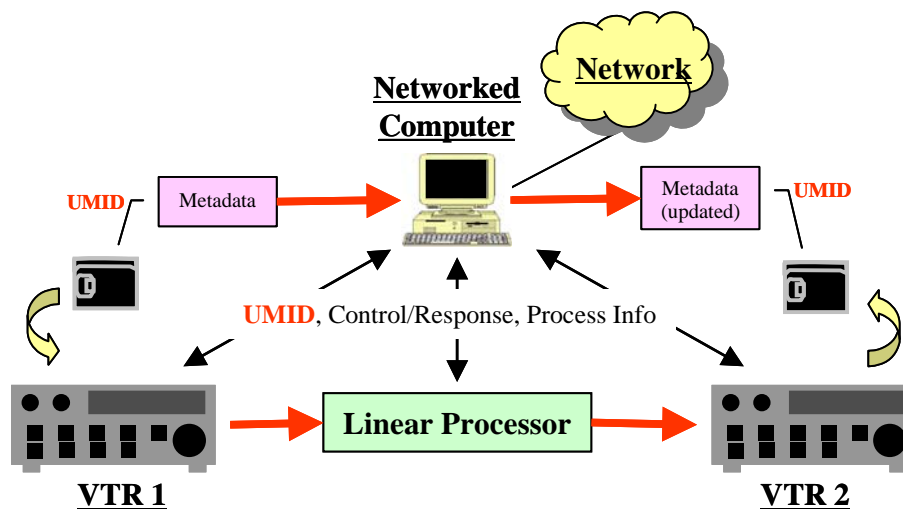 Network
Networked
Computer
UMID
Metadata
Metadata
(updated)
UMID
UMID, Control/Response, Process Info
Linear Processor
VTR 1
VTR 2